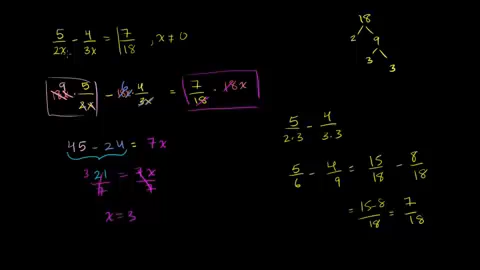 5/2x - 4/3x = 7/18 , x ≠ 0
18
2 9
3 3
9 18x · 5/2x - 6 18x · 4/3x = 7/18 · 18x
45 - 24 = 7x
3 21/7 = 7x/7
x = 3
5/2·3 - 4/3·3
5/6 - 4/9 = 15/18 - 8/18
= 15-8/18 = 7/18